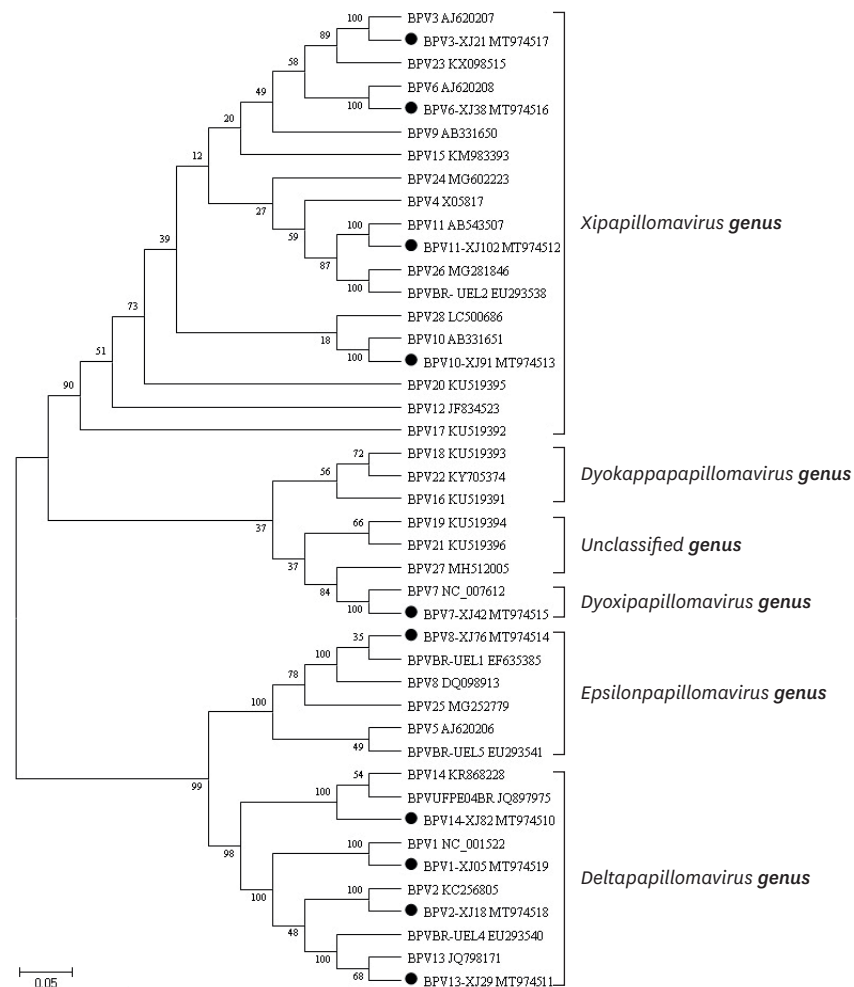 100
BPV3 AJ620207
89
BPV3-XJ21 MT974517
58
BPV23 KX098515
49
BPV6 AJ620208
100
BPV6-XJ38 MT974516
20
BPV9 AB331650
12
BPV15 KM983393
BPV24 MG602223
27
BPV4 X05817
59
100
BPV11 AB543507
87
BPV11-XJ102 MT974512
39
BPV26 MG281846
100
BPVBR- UEL2 EU293538
73
BPV28 LC500686
18
BPV10 AB331651
100
BPV10-XJ91 MT974513
51
BPV20 KU519395
90
BPV12 JF834523
BPV17 KU519392
Xipapillomavirus genus
72
BPV18 KU519393
56
BPV22 KY705374
BPV16 KU519391
Dyokappapapillomavirus genus
37
66
BPV19 KU519394
37
BPV21 KU519396
Unclassified genus
84
BPV27 MH512005
BPV7 NC_007612
100
BPV7-XJ42 MT974515
Dyoxipapillomavirus genus
35
BPV8-XJ76 MT974514
100
BPVBR-UEL1 EF635385
78
BPV8 DQ098913
100
BPV25 MG252779
BPV5 AJ620206
49
BPVBR-UEL5 EU293541
Epsilonpapillomavirus genus
99
54
BPV14 KR868228
100
BPVUFPE04BR JQ897975
BPV14-XJ82 MT974510
98
100
BPV1 NC_001522
BPV1-XJ05 MT974519
100
100
BPV2 KC256805
BPV2-XJ18 MT974518
48
BPVBR-UEL4 EU293540
100
BPV13 JQ798171
68
BPV13-XJ29 MT974511
Deltapapillomavirus genus
0.05